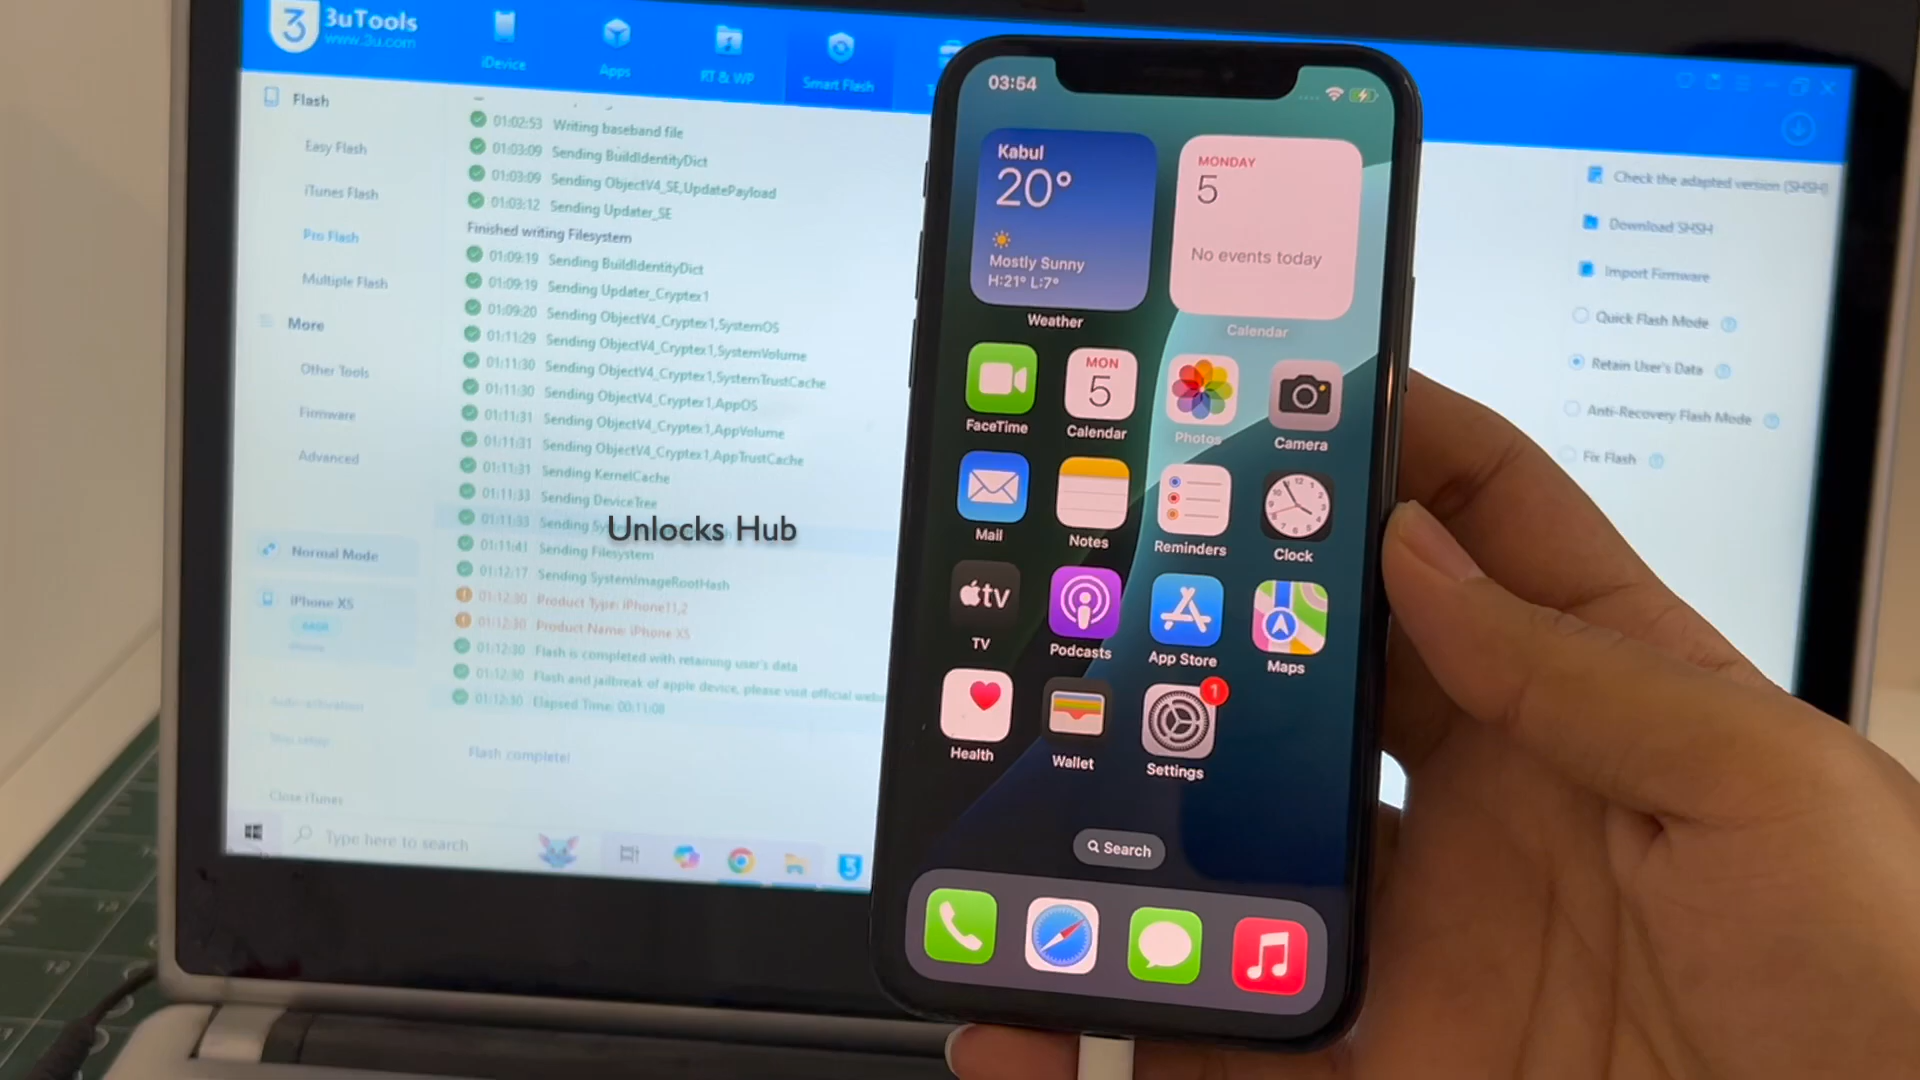 3uTools
www.3u.com
iDevice
Apps
RT & WP
Smart Flash
Flash
Easy Flash
iTunes Flash
Pro Flash
Multiple Flash
More
Other Tools
Firmware
Advanced
Normal Mode
iPhone XS
Close iTunes
01:02:53 Writing baseband file
01:03:09 Sending BuildIdentityDict
01:03:09 Sending ObjectV4_SE,UpdatePayload
01:03:12 Sending Updater_SE
Finished writing Filesystem
01:09:19 Sending BuildIdentityDict
01:09:19 Sending Updater_Cryptex1
01:09:20 Sending ObjectV4_Cryptex1,SystemOS
01:11:29 Sending ObjectV4_Cryptex1,SystemVolume
01:11:30 Sending ObjectV4_Cryptex1,SystemTrustCache
01:11:30 Sending ObjectV4_Cryptex1,AppOS
01:11:31 Sending ObjectV4_Cryptex1,AppVolume
01:11:31 Sending ObjectV4_Cryptex1,AppTrustCache
01:11:31 Sending KernelCache
01:11:33 Sending DeviceTree
01:11:33 Sending
Unlocks Hub
01:11:41 Sending Filesystem
01:12:17 Sending SystemImageRootHash
01:12:30 Product Type: iPhone11,2
01:12:30 Product Name: iPhone XS
01:12:30 Flash is completed with retaining user's data
01:12:30 Flash and jailbreak of apple device, please visit official
01:12:30 Elapsed Time: 00:11:08
Flash complete!
Type here to search
03:54
Kabul
20°
Mostly Sunny
H:21° L:7°
Weather
MONDAY
5
No events today
Calendar
FaceTime
MON
5
Calendar
Photos
Camera
Mail
Notes
Reminders
Clock
tv
TV
Podcasts
App Store
Maps
Health
Wallet
1
Settings
Search
Check the adapted version (SHSH)
Download SHSH
Import Firmware
Quick Flash Mode
Retain User's Data
Anti-Recovery Flash Mode
Fix Flash